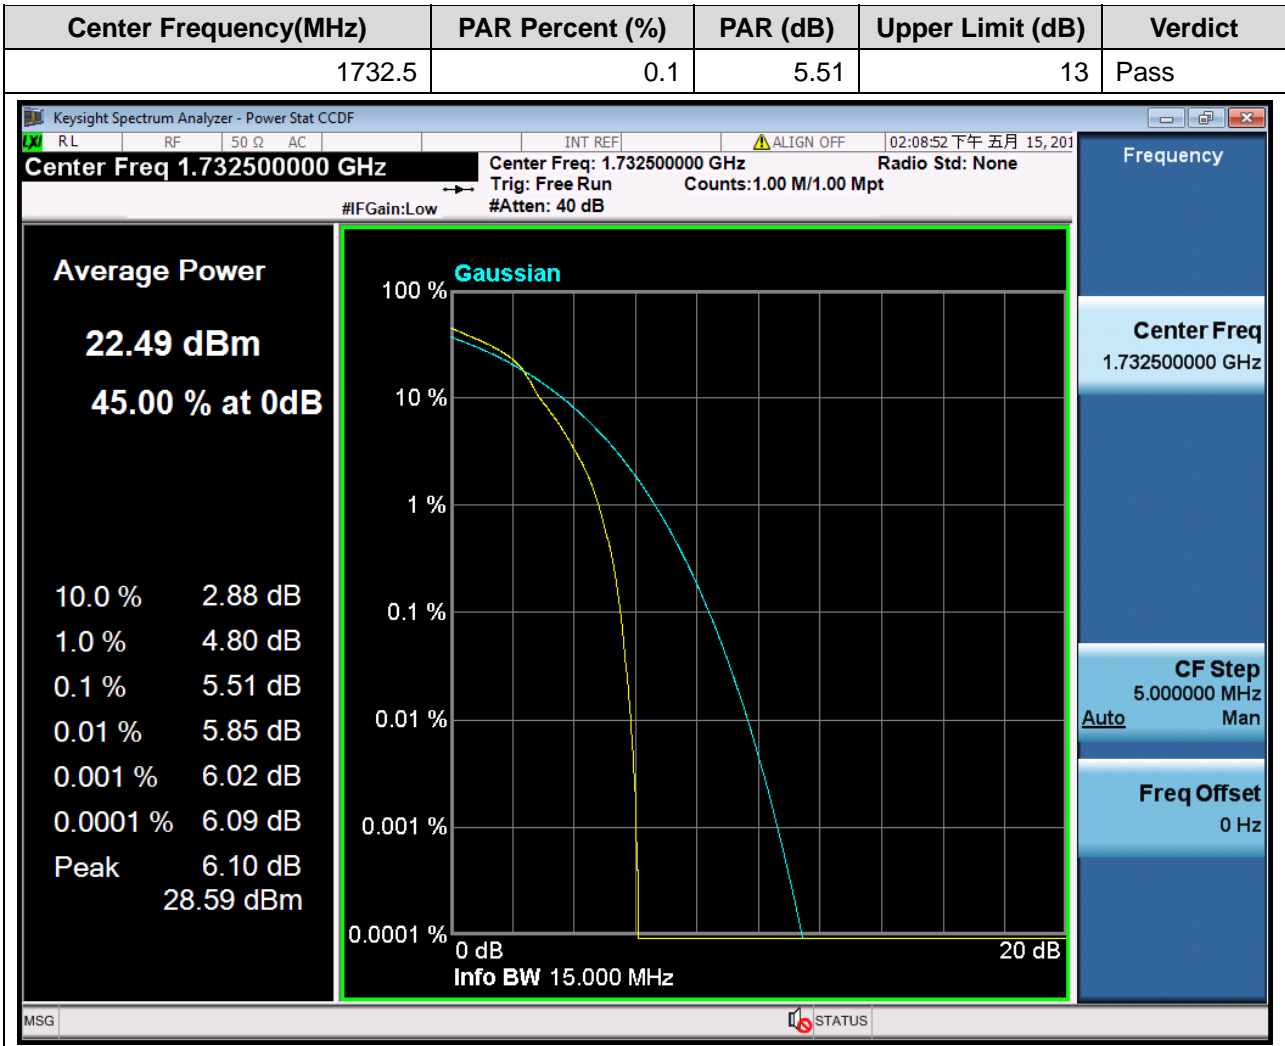 Center Frequency(MHz) PAR Percent (%) PAR (dB) Upper Limit (dB) Verdict
1732.5 0.1 5.51 13 Pass
Keysight Spectrum Analyzer - Power Stat CCDF
LXI RL RF 50 Ω AC INT REF ALIGN OFF 02:08:52 下午 五月 15, 201
Center Freq 1.732500000 GHz
Center Freq: 1.732500000 GHz Radio Std: None
Trig: Free Run Counts:1.00 M/1.00 Mpt
#IFGain:Low #Atten: 40 dB
Frequency
Average Power
22.49 dBm
45.00 % at 0dB
10.0 % 2.88 dB
1.0 % 4.80 dB
0.1 % 5.51 dB
0.01 % 5.85 dB
0.001 % 6.02 dB
0.0001 % 6.09 dB
Peak 6.10 dB
28.59 dBm
Gaussian
100 %
10 %
1 %
0.1 %
0.01 %
0.001 %
0.0001 %
0 dB 20 dB
Info BW 15.000 MHz
Center Freq
1.732500000 GHz
CF Step
5.000000 MHz
Auto Man
Freq Offset
0 Hz
MSG STATUS